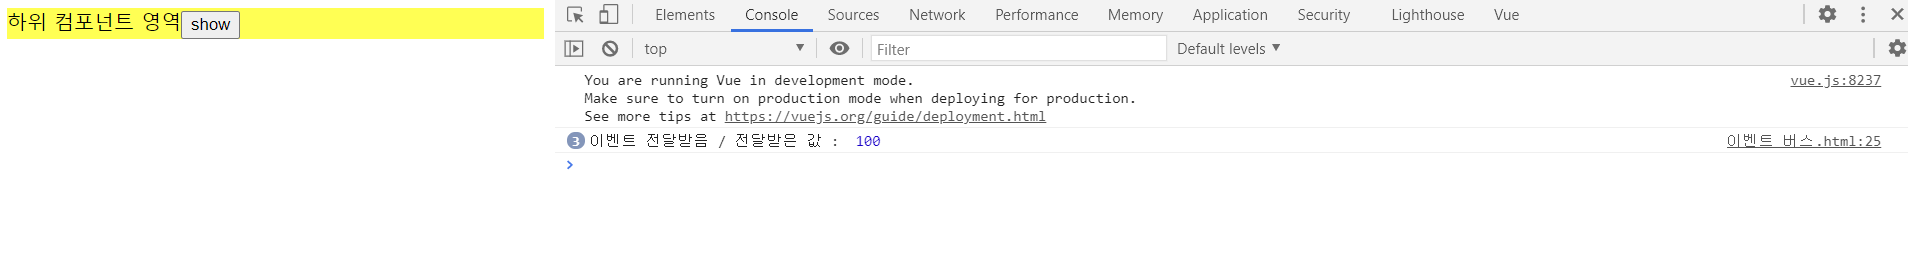 하위 컴포넌트 영역 show
Elements Console Sources Network Performance Memory Application Security Lighthouse Vue
top Filter Default levels
You are running Vue in development mode. vue.js:8237
Make sure to turn on production mode when deploying for production.
See more tips at https://vuejs.org/guide/deployment.html
3 이벤트 전달받음 / 전달받은 값 : 100 이벤트 버스.html:25